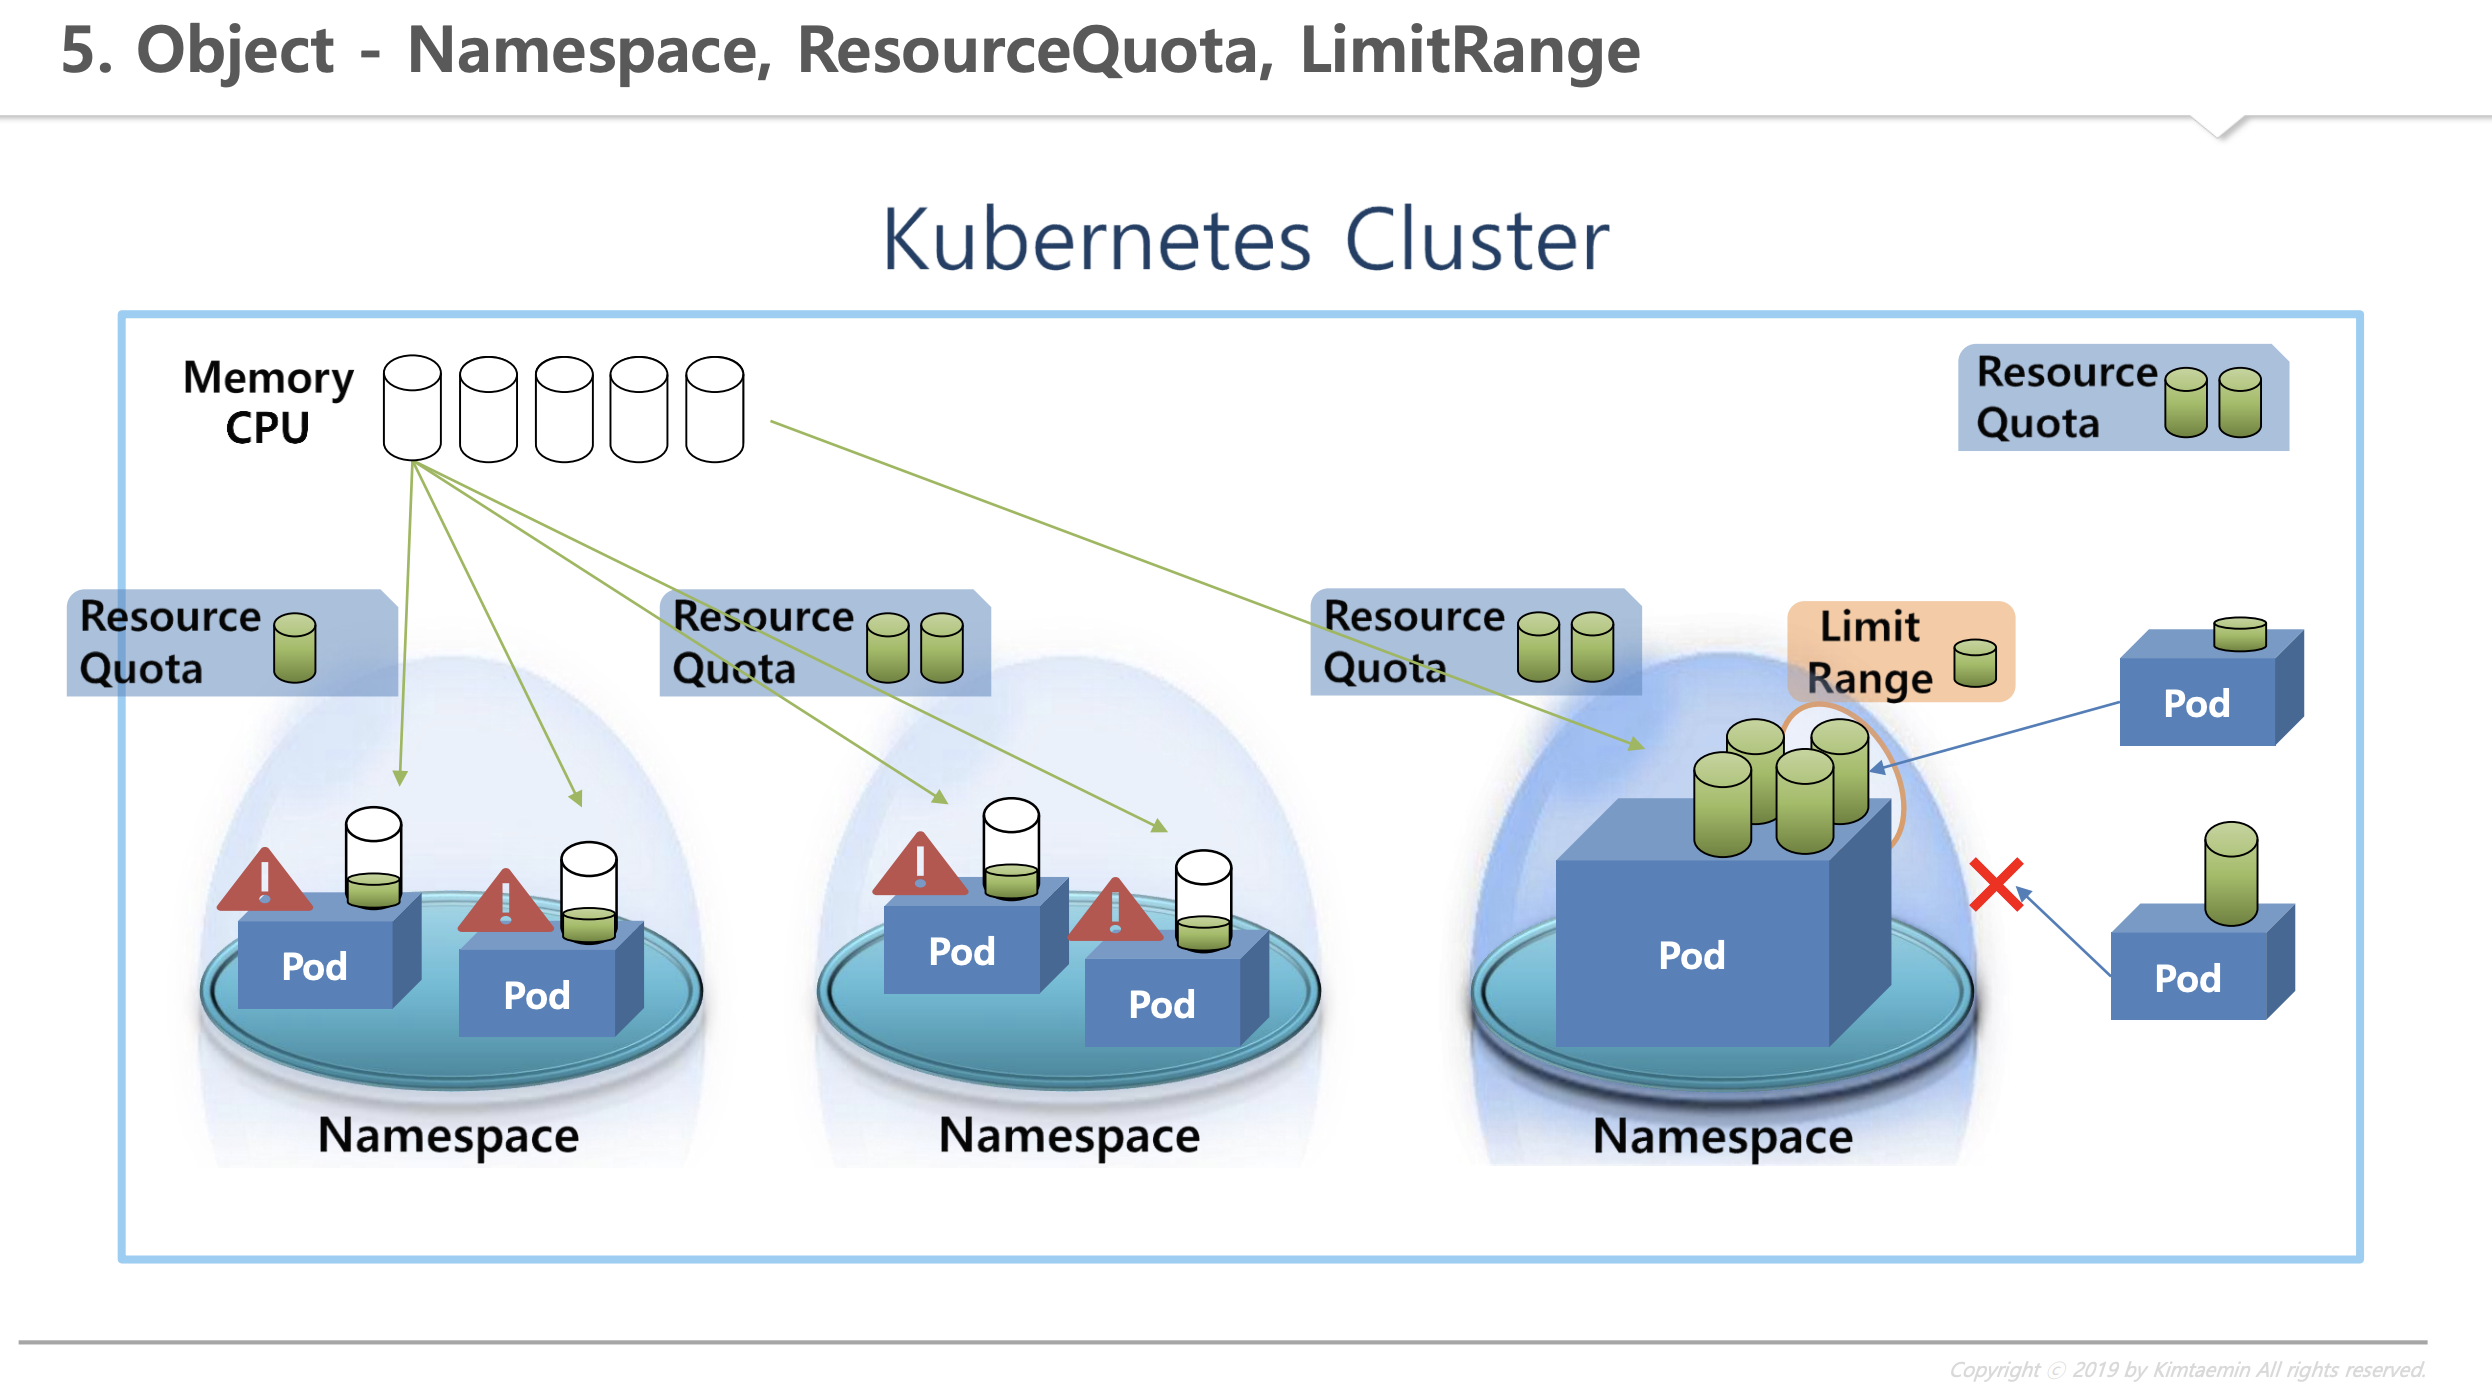 5. Object - Namespace, ResourceQuota, LimitRange
Kubernetes Cluster
Memory
CPU
Resource
Quota
Resource
Quota
Resource
Quota
Resource
Quota
Limit
Range
Pod
Pod
Pod
Pod
Pod
Pod
Pod
Namespace
Namespace
Namespace
Copyright ⓒ 2019 by Kimtaemin All rights reserved.